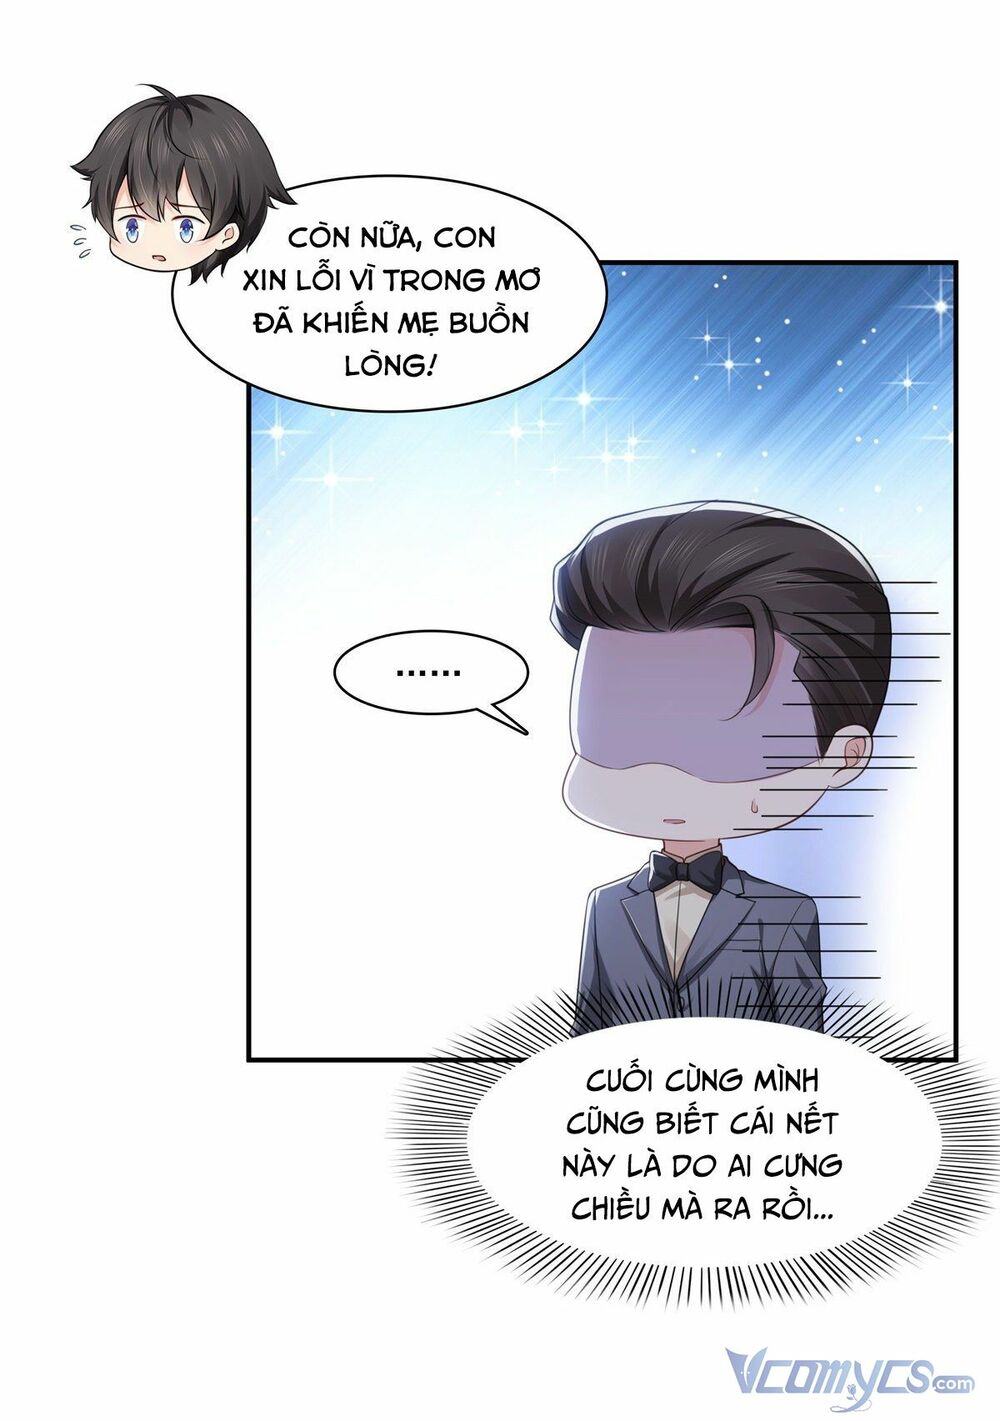 CÒN NỮA, CON
XIN LỖI VÌ TRONG MƠ
ĐÃ KHIẾN MẸ BUỒN
LÒNG!
......
CUỐI CÙNG MÌNH
CŨNG BIẾT CÁI NẾT
NÀY LÀ DO AI CƯNG
CHIỀU MÀ RA RỒI...
VCOMYCS.com